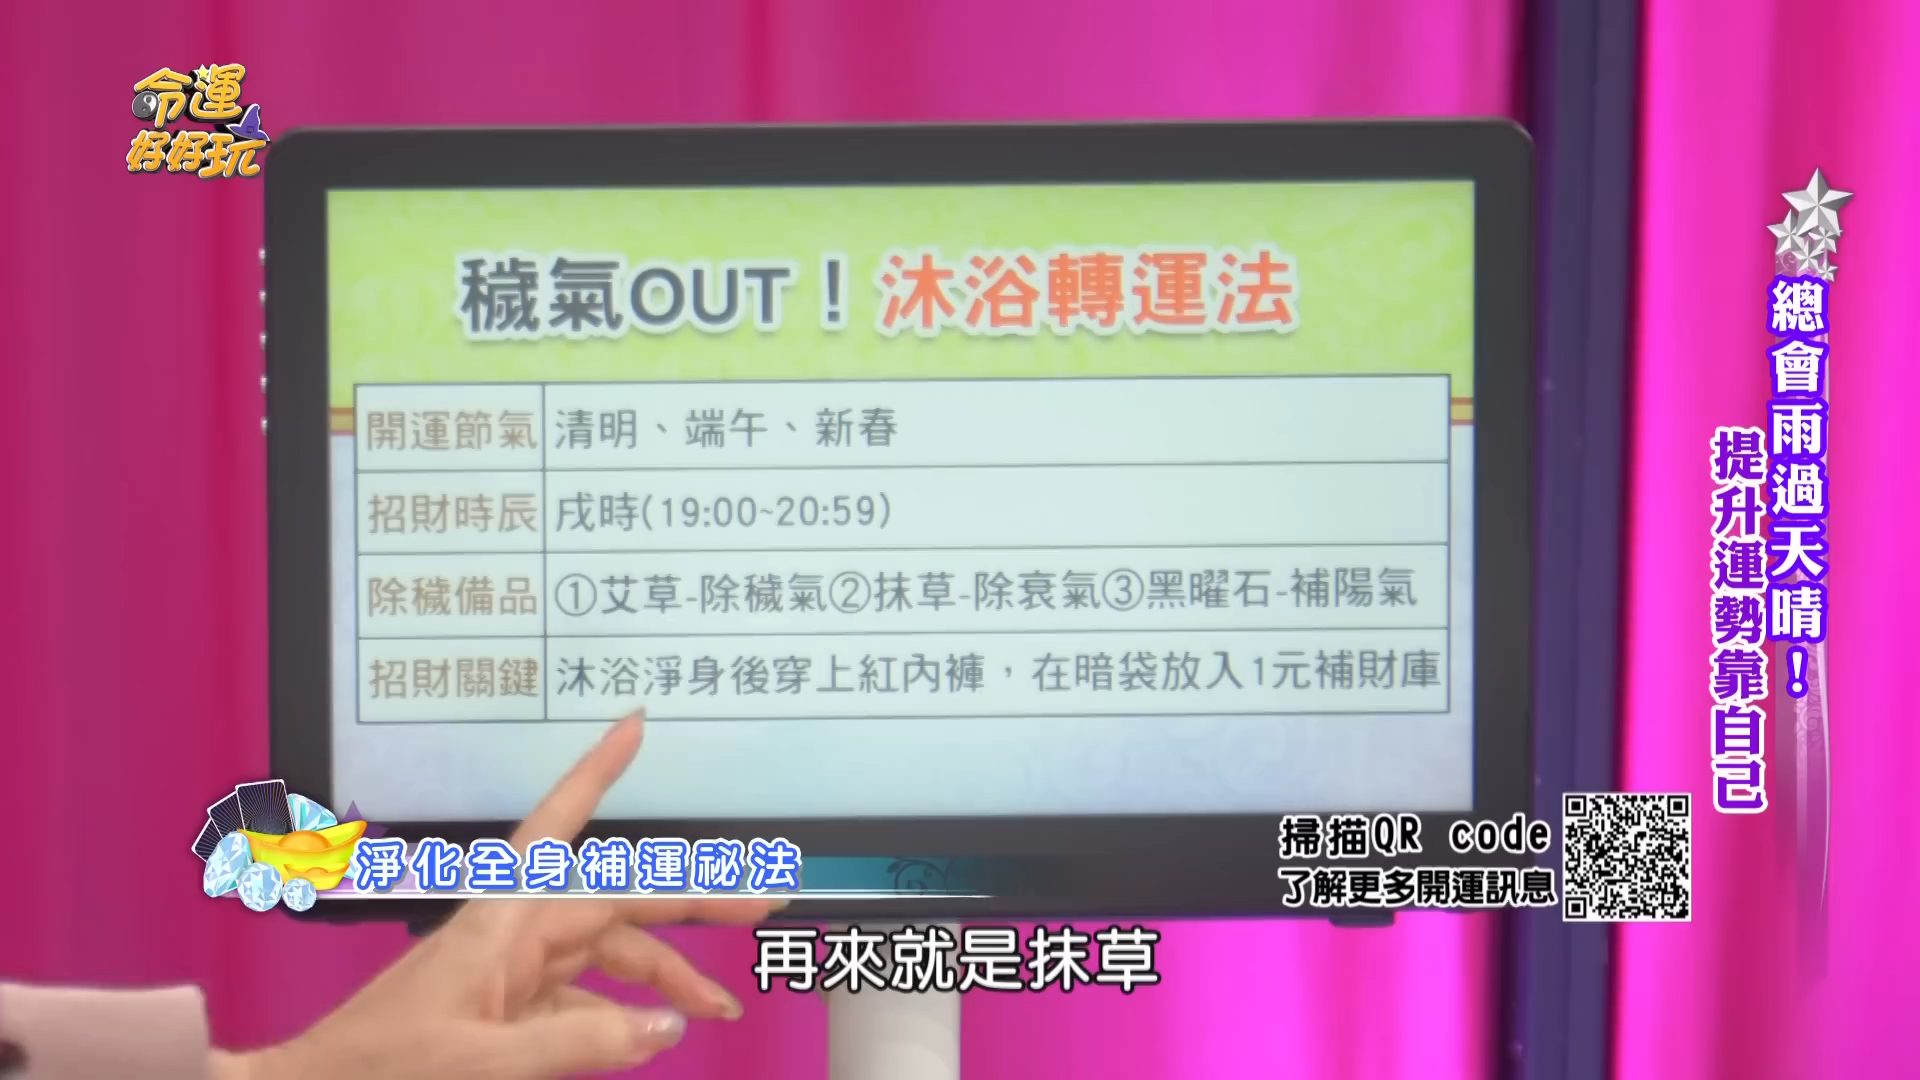 命運
好好玩
穢氣OUT！沐浴轉運法
開運節氣 清明、端午、新春
招財時辰 戌時(19:00~20:59)
除穢備品 ①艾草-除穢氣②抹草-除衰氣③黑曜石-補陽氣
招財關鍵 沐浴淨身後穿上紅內褲，在暗袋放入1元補財庫
總會雨過天晴！
提升運勢靠自己
淨化全身補運祕法
掃描QR code
了解更多開運訊息
再來就是抹草